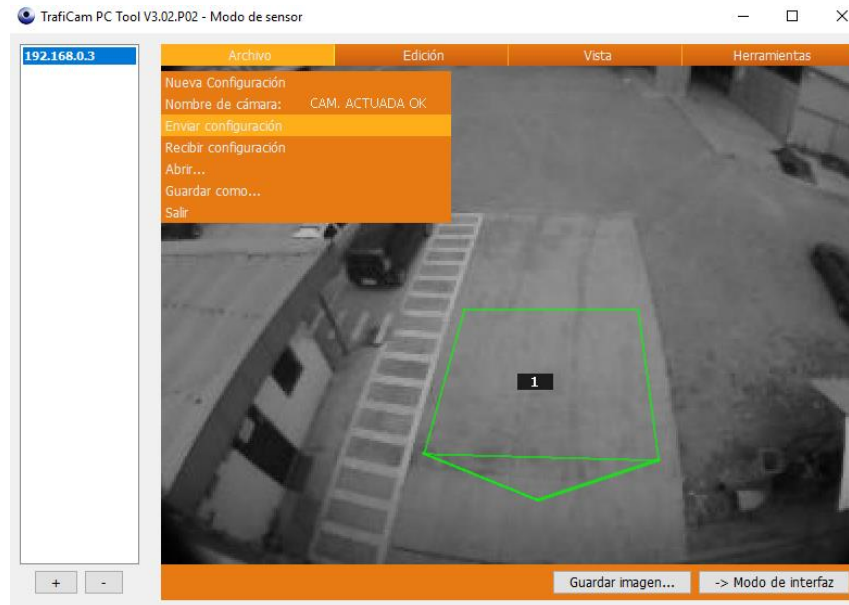 TrafiCam PC Tool V3.02.P02 - Modo de sensor
192.168.0.3
Archivo Edición Vista Herramientas
Nueva Configuración
Nombre de cámara: CAM. ACTUADA OK
Enviar configuración
Recibir configuración
Abrir...
Guardar como...
Salir
1
+ - Guardar imagen... -> Modo de interfaz